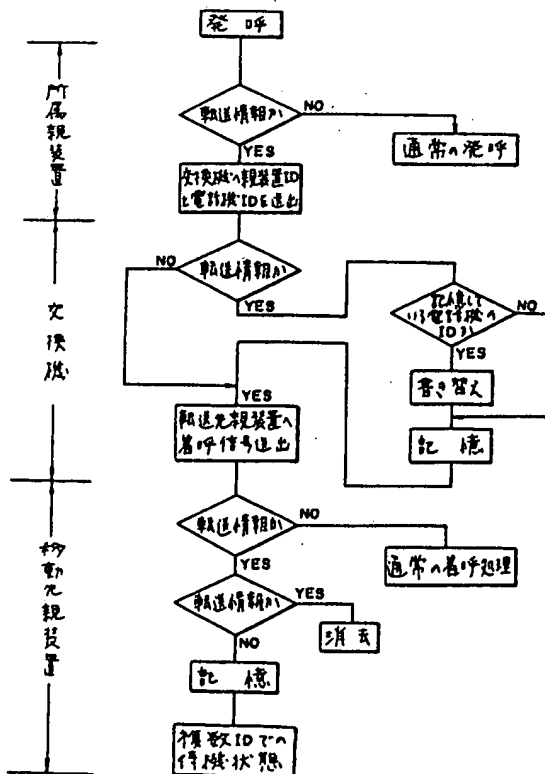 発呼
転送情報か
NO
YES
通常の発呼
交換機へ親装置ID
と電話機IDを送出
転送情報か
NO
YES
記憶して
いる電話機の
IDか
NO
YES
書き替え
記憶
YES
転送先親装置へ
着呼信号送出
転送情報か
NO
YES
通常の着呼処理
転送情報か
YES
NO
消去
記憶
複数IDでの
待機状態
所属親装置
交換機
移動先親装置